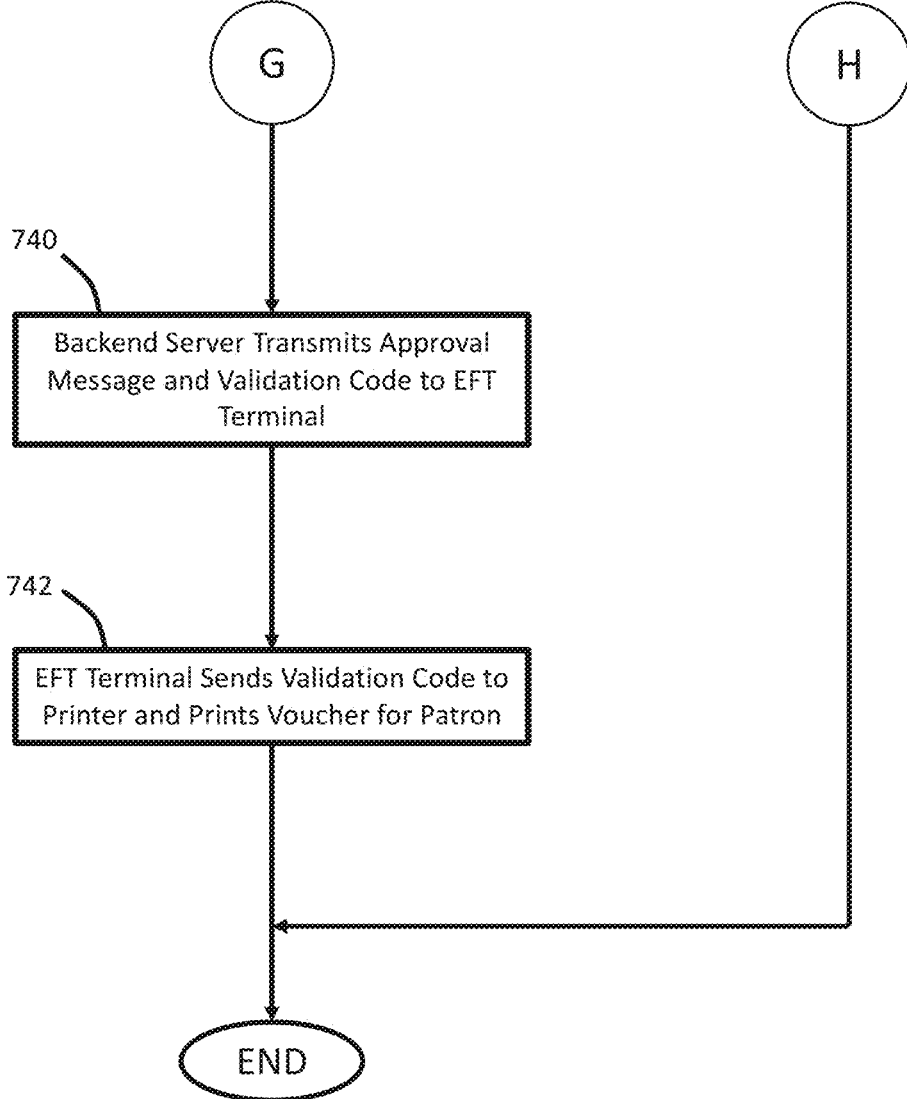 G
H
740
Backend Server Transmits Approval
Message and Validation Code to EFT
Terminal
742
EFT Terminal Sends Validation Code to
Printer and Prints Voucher for Patron
END